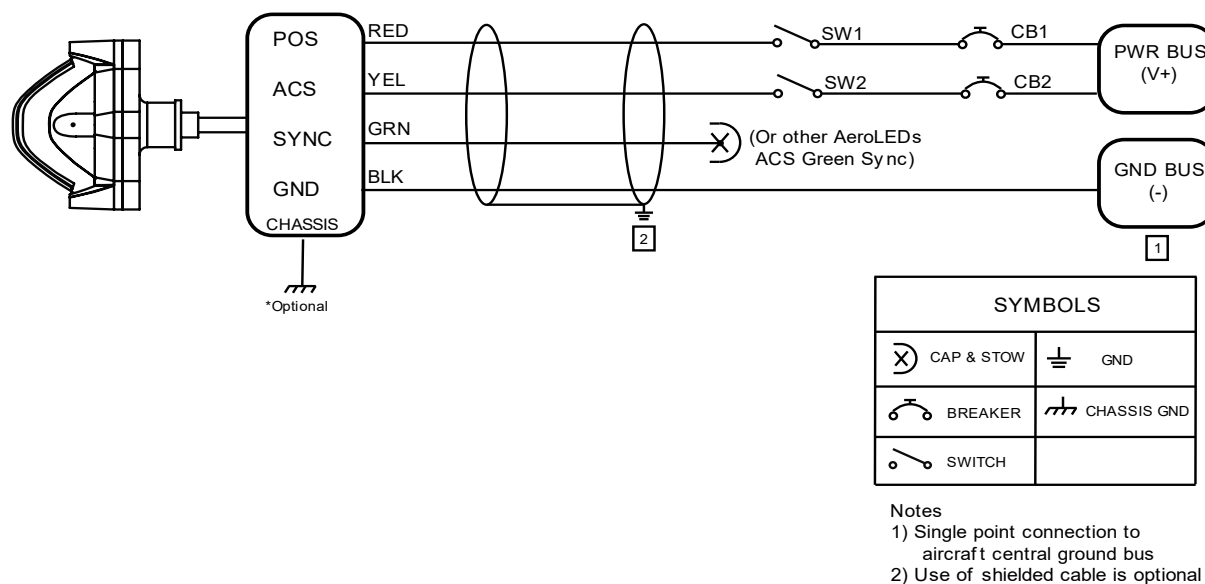 POS
RED
SW1
CB1
PWR BUS
(V+)
ACS
YEL
SW2
CB2
SYNC
GRN
(Or other AeroLEDs
ACS Green Sync)
GND
BLK
GND BUS
(-)
CHASSIS
2
1
*Optional
SYMBOLS
CAP & STOW
GND
BREAKER
CHASSIS GND
SWITCH
Notes
1) Single point connection to
aircraft central ground bus
2) Use of shielded cable is optional